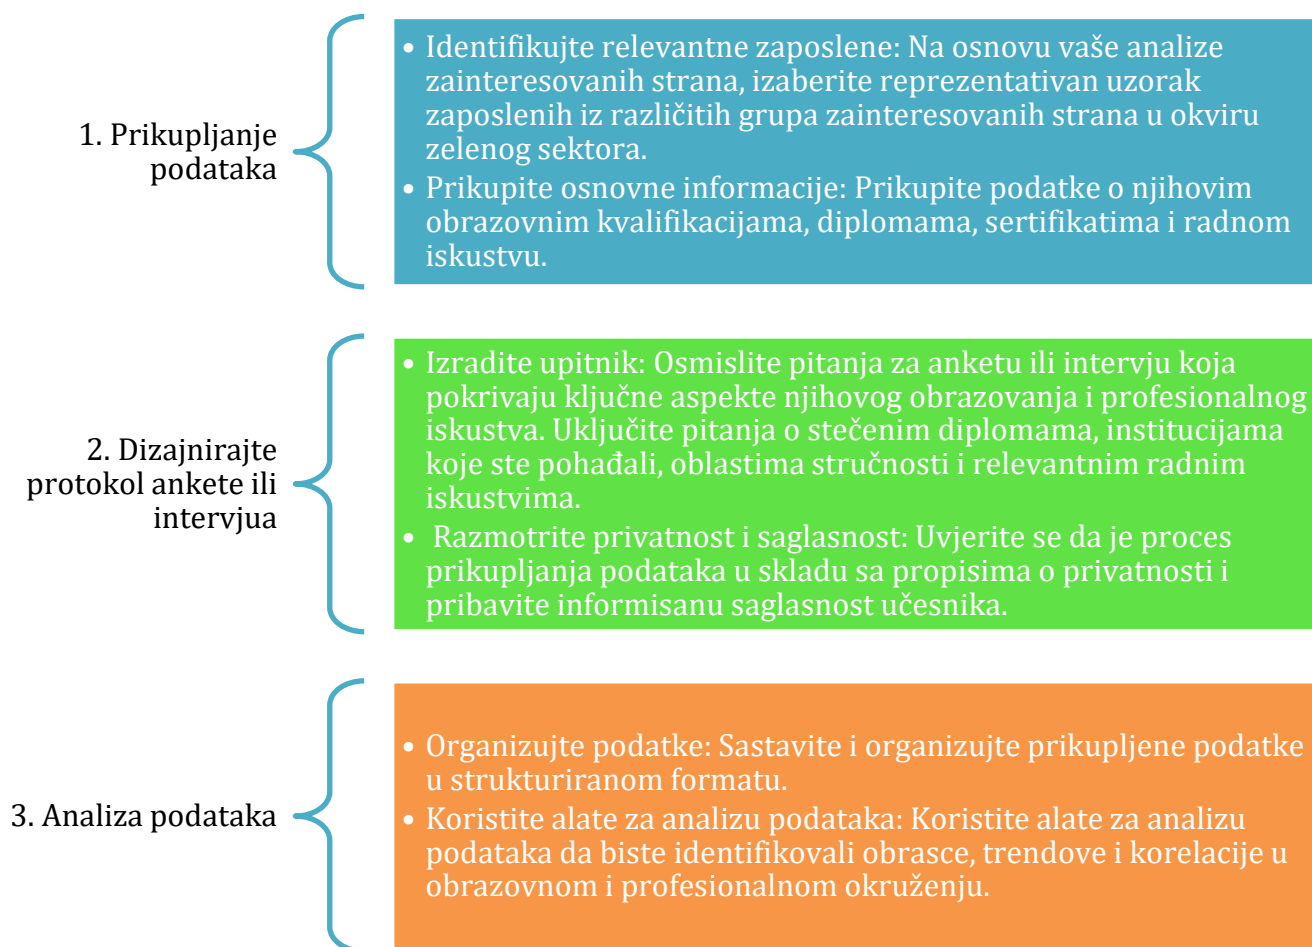 1. Prikupljanje
podataka
• Identifikujte relevantne zaposlene: Na osnovu vaše analize
zainteresovanih strana, izaberite reprezentativan uzorak
zaposlenih iz različitih grupa zainteresovanih strana u okviru
zelenog sektora.
• Prikupite osnovne informacije: Prikupite podatke o njihovim
obrazovnim kvalifikacijama, diplomama, sertifikatima i radnom
iskustvu.
2. Dizajnirajte
protokol ankete ili
intervjua
• Izradite upitnik: Osmislite pitanja za anketu ili intervju koja
pokrivaju ključne aspekte njihovog obrazovanja i profesionalnog
iskustva. Uključite pitanja o stečenim diplomama, institucijama
koje ste pohađali, oblastima stručnosti i relevantnim radnim
iskustvima.
• Razmotrite privatnost i saglasnost: Uvjerite se da je proces
prikupljanja podataka u skladu sa propisima o privatnosti i
pribavite informisanu saglasnost učesnika.
3. Analiza podataka
• Organizujte podatke: Sastavite i organizujte prikupljene podatke
u strukturiranom formatu.
• Koristite alate za analizu podataka: Koristite alate za analizu
podataka da biste identifikovali obrasce, trendove i korelacije u
obrazovnom i profesionalnom okruženju.